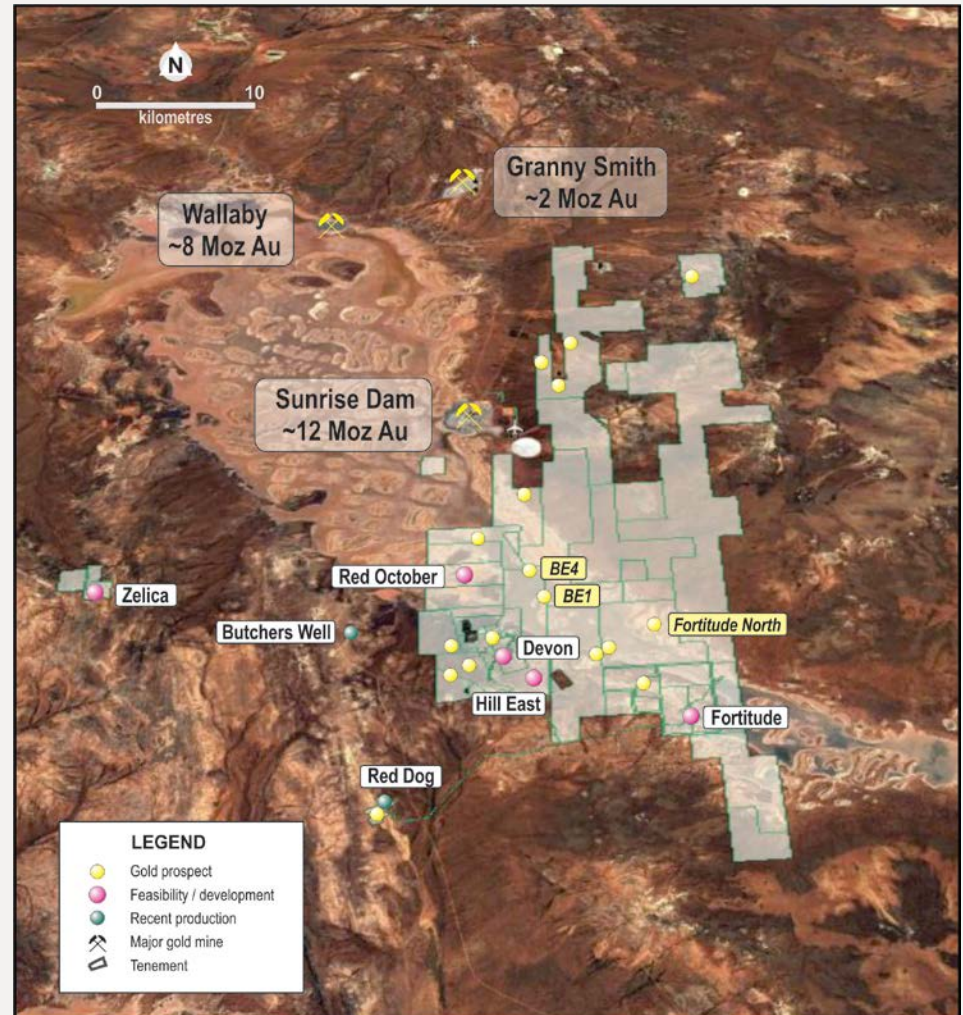 N
0 10
kilometres
Granny Smith
~2 Moz Au
Wallaby
~8 Moz Au
Sunrise Dam
~12 Moz Au
Red October
BE4
BE1
Zelica
Butchers Well
Fortitude North
Devon
Hill East
Fortitude
Red Dog
LEGEND
Gold prospect
Feasibility / development
Recent production
Major gold mine
Tenement